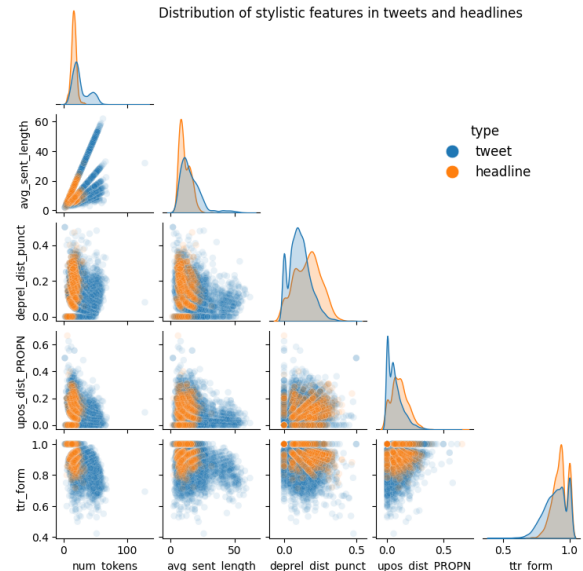 Distribution of stylistic features in tweets and headlines
type
tweet
headline
avg_sent_length
60
40
20
0
deprel_dist_punct
0.4
0.2
0.0
upos_dist_PROPN
0.6
0.4
0.2
0.0
ttr_form
1.0
0.8
0.6
0.4
0 100 0 50 0.0 0.5 0.0 0.5 0.5 1.0
num_tokens avg_sent_length deprel_dist_punct upos_dist_PROPN ttr_form